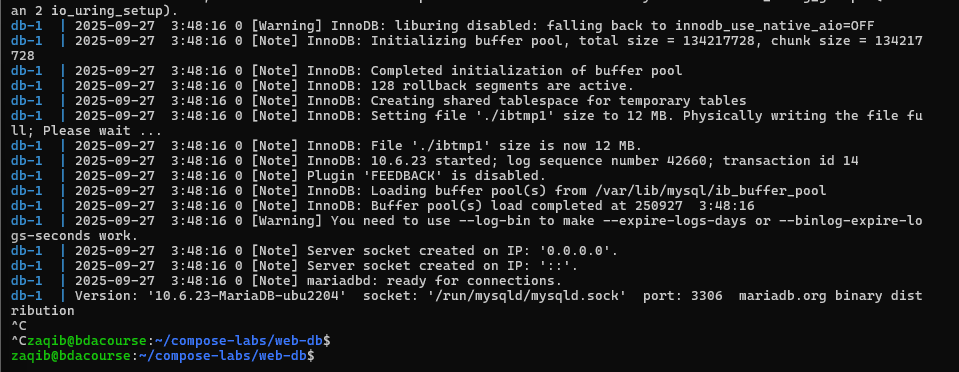 an 2 io_uring_setup).
db-1  | 2025-09-27  3:48:16 0 [Warning] InnoDB: liburing disabled: falling back to innodb_use_native_aio=OFF
db-1  | 2025-09-27  3:48:16 0 [Note] InnoDB: Initializing buffer pool, total size = 134217728, chunk size = 134217
728
db-1  | 2025-09-27  3:48:16 0 [Note] InnoDB: Completed initialization of buffer pool
db-1  | 2025-09-27  3:48:16 0 [Note] InnoDB: 128 rollback segments are active.
db-1  | 2025-09-27  3:48:16 0 [Note] InnoDB: Creating shared tablespace for temporary tables
db-1  | 2025-09-27  3:48:16 0 [Note] InnoDB: Setting file './ibtmp1' size to 12 MB. Physically writing the file fu
ll; Please wait ...
db-1  | 2025-09-27  3:48:16 0 [Note] InnoDB: File './ibtmp1' size is now 12 MB.
db-1  | 2025-09-27  3:48:16 0 [Note] InnoDB: 10.6.23 started; log sequence number 42660; transaction id 14
db-1  | 2025-09-27  3:48:16 0 [Note] Plugin 'FEEDBACK' is disabled.
db-1  | 2025-09-27  3:48:16 0 [Note] InnoDB: Loading buffer pool(s) from /var/lib/mysql/ib_buffer_pool
db-1  | 2025-09-27  3:48:16 0 [Note] InnoDB: Buffer pool(s) load completed at 250927  3:48:16
db-1  | 2025-09-27  3:48:16 0 [Warning] You need to use --log-bin to make --expire-logs-days or --binlog-expire-lo
gs-seconds work.
db-1  | 2025-09-27  3:48:16 0 [Note] Server socket created on IP: '0.0.0.0'.
db-1  | 2025-09-27  3:48:16 0 [Note] Server socket created on IP: '::'.
db-1  | 2025-09-27  3:48:16 0 [Note] mariadbd: ready for connections.
db-1  | Version: '10.6.23-MariaDB-ubu2204'  socket: '/run/mysqld/mysqld.sock'  port: 3306  mariadb.org binary dist
ribution
^C
^Czaqib@bdacourse:~/compose-labs/web-db$
zaqib@bdacourse:~/compose-labs/web-db$